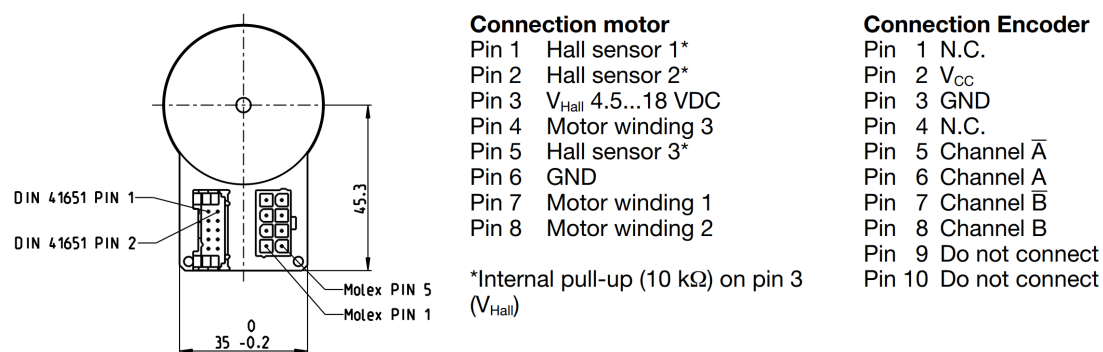 DIN 41651 PIN 1
DIN 41651 PIN 2
45.3
Molex PIN 5
Molex PIN 1
0
35 -0.2
Connection motor
Pin 1 Hall sensor 1*
Pin 2 Hall sensor 2*
Pin 3 V_Hall 4.5...18 VDC
Pin 4 Motor winding 3
Pin 5 Hall sensor 3*
Pin 6 GND
Pin 7 Motor winding 1
Pin 8 Motor winding 2
*Internal pull-up (10 kΩ) on pin 3
(V_Hall)
Connection Encoder
Pin 1 N.C.
Pin 2 V_CC
Pin 3 GND
Pin 4 N.C.
Pin 5 Channel A̅
Pin 6 Channel A
Pin 7 Channel B̅
Pin 8 Channel B
Pin 9 Do not connect
Pin 10 Do not connect